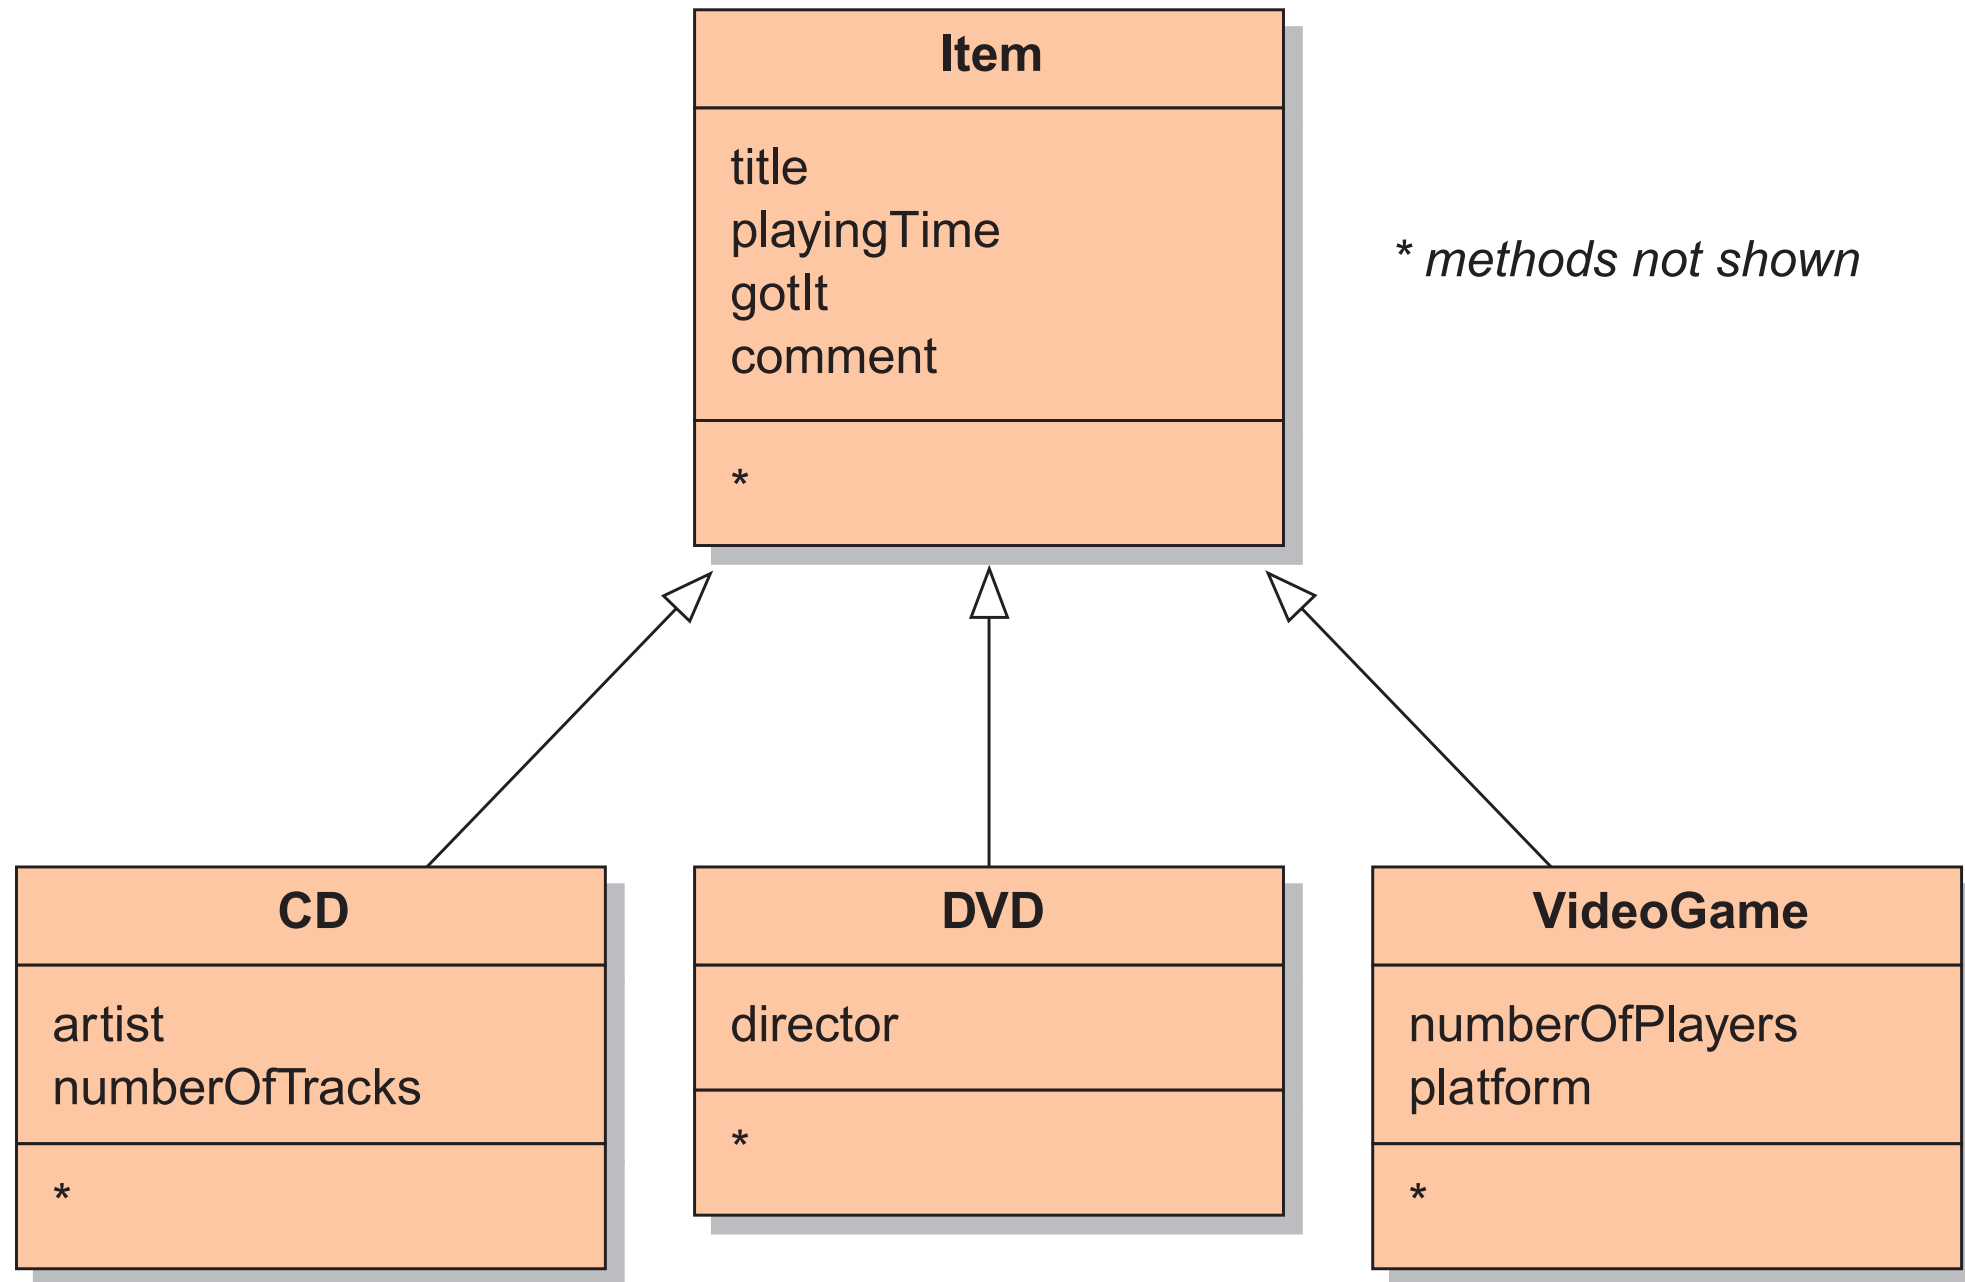 Item
title
playingTime
gotIt
comment
*
* methods not shown
CD
artist
numberOfTracks
*
DVD
director
*
VideoGame
numberOfPlayers
platform
*